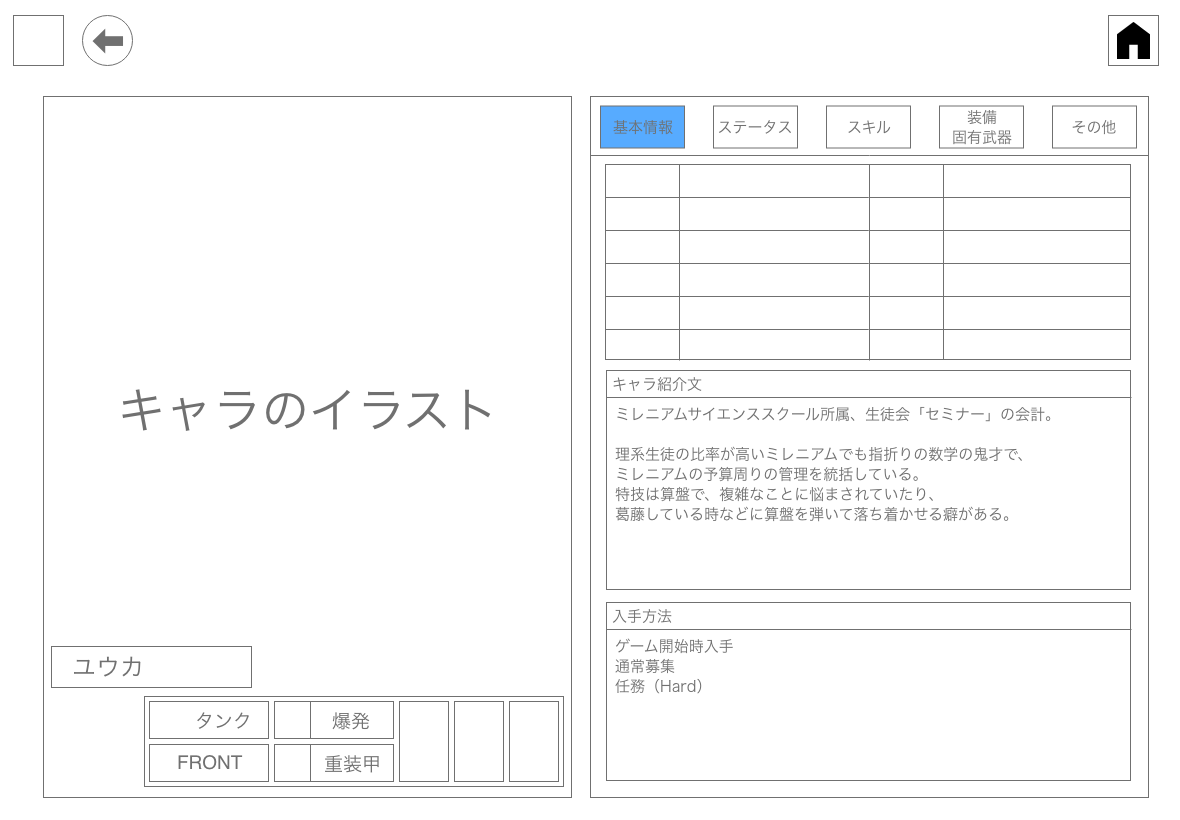 基本情報
ステータス
スキル
装備
固有武器
その他
キャラのイラスト
ユウカ
タンク
爆発
FRONT
重装甲
キャラ紹介文
ミレニアムサイエンススクール所属、生徒会「セミナー」の会計。
理系生徒の比率が高いミレニアムでも指折りの数学の鬼才で、
ミレニアムの予算周りの管理を統括している。
特技は算盤で、複雑なことに悩まされていたり、
葛藤している時などに算盤を弾いて落ち着かせる癖がある。
入手方法
ゲーム開始時入手
通常募集
任務（Hard）